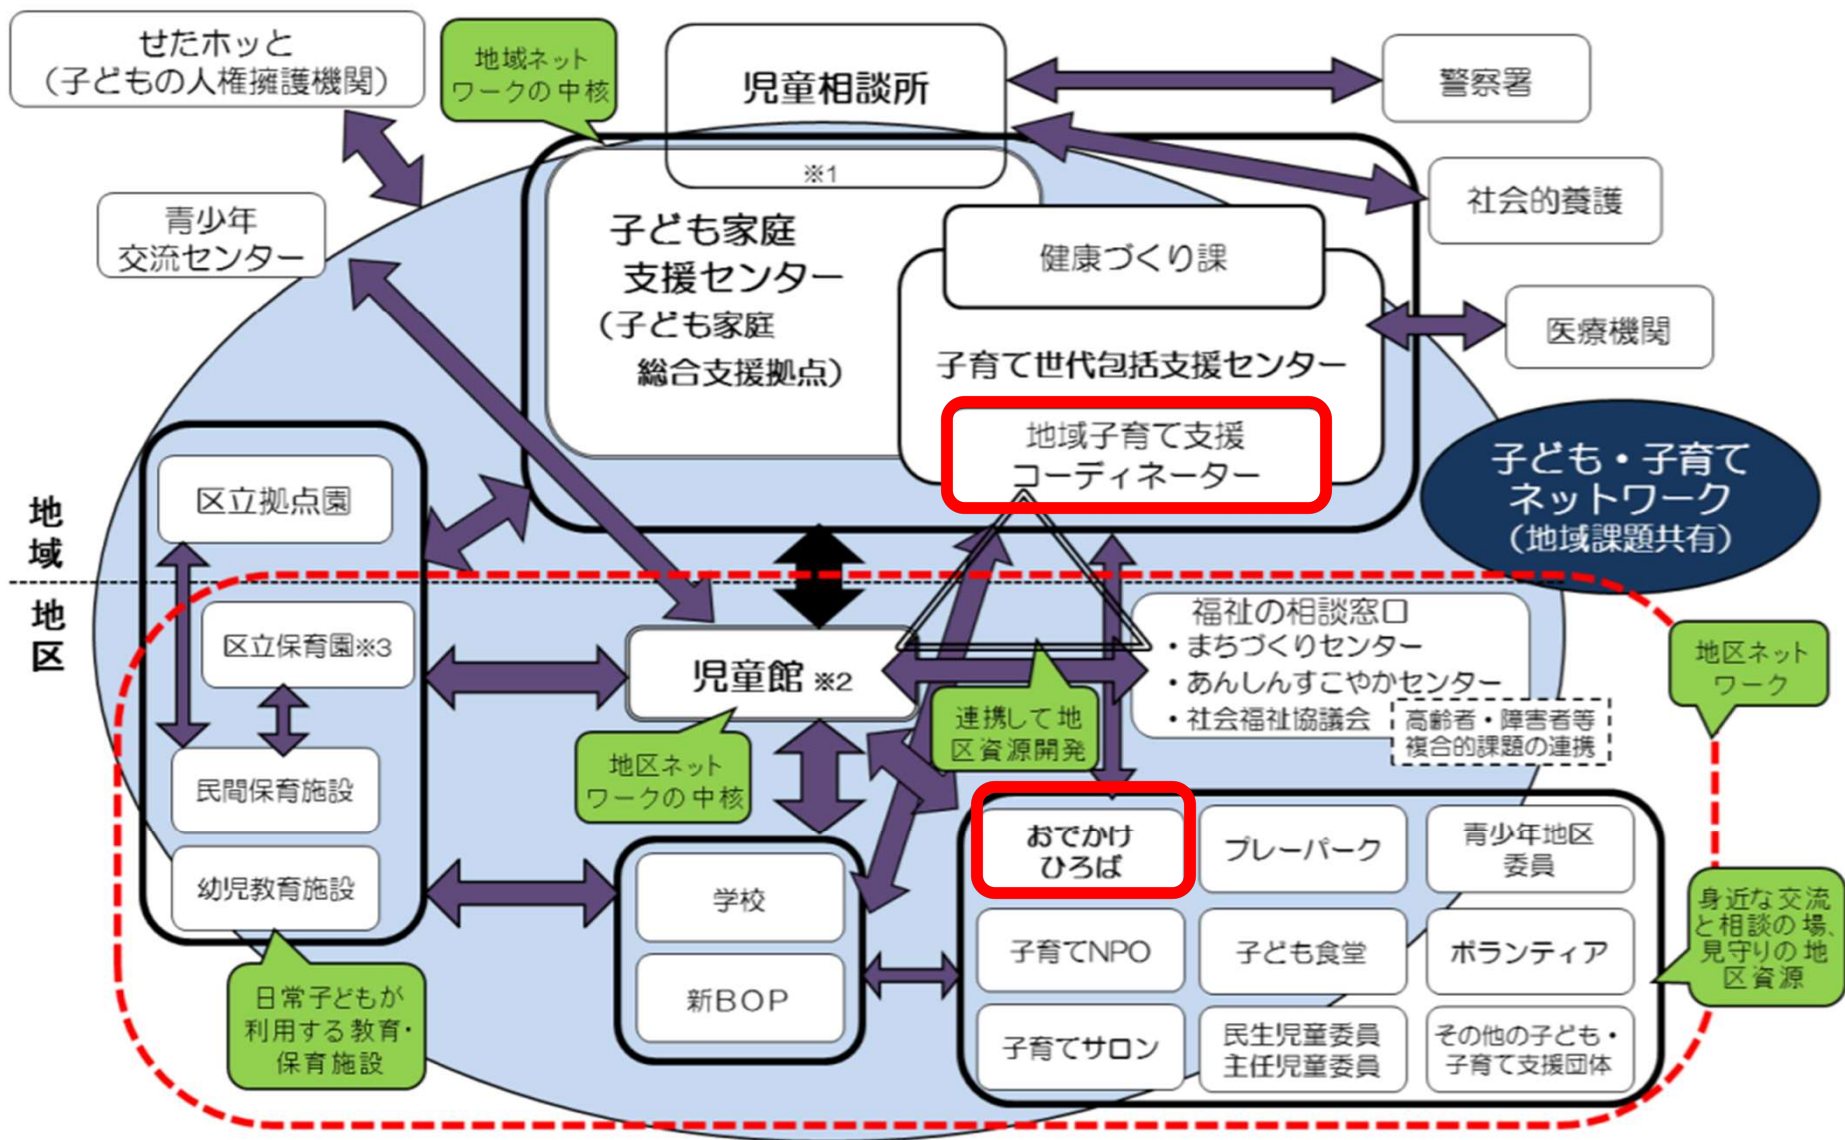 せたホッと
(子どもの人権擁護機関)
地域ネット
ワークの中核
児童相談所
※1
警察署
社会的養護
青少年
交流センター
子ども家庭
支援センター
(子ども家庭
総合支援拠点)
健康づくり課
医療機関
子育て世代包括支援センター
地域子育て支援
コーディネーター
子ども・子育て
ネットワーク
(地域課題共有)
地域
地区
区立拠点園
区立保育園※3
民間保育施設
幼児教育施設
日常子どもが
利用する教育・
保育施設
児童館 ※2
地区ネット
ワークの中核
連携して地
区資源開発
福祉の相談窓口
・まちづくりセンター
・あんしんすこやかセンター
・社会福祉協議会
高齢者・障害者等
複合的課題の連携
地区ネット
ワーク
学校
新BOP
おでかけ
ひろば
プレーパーク
青少年地区
委員
子育てNPO
子ども食堂
ボランティア
子育てサロン
民生児童委員
主任児童委員
その他の子ども・
子育て支援団体
身近な交流
と相談の場、
見守りの地
区資源